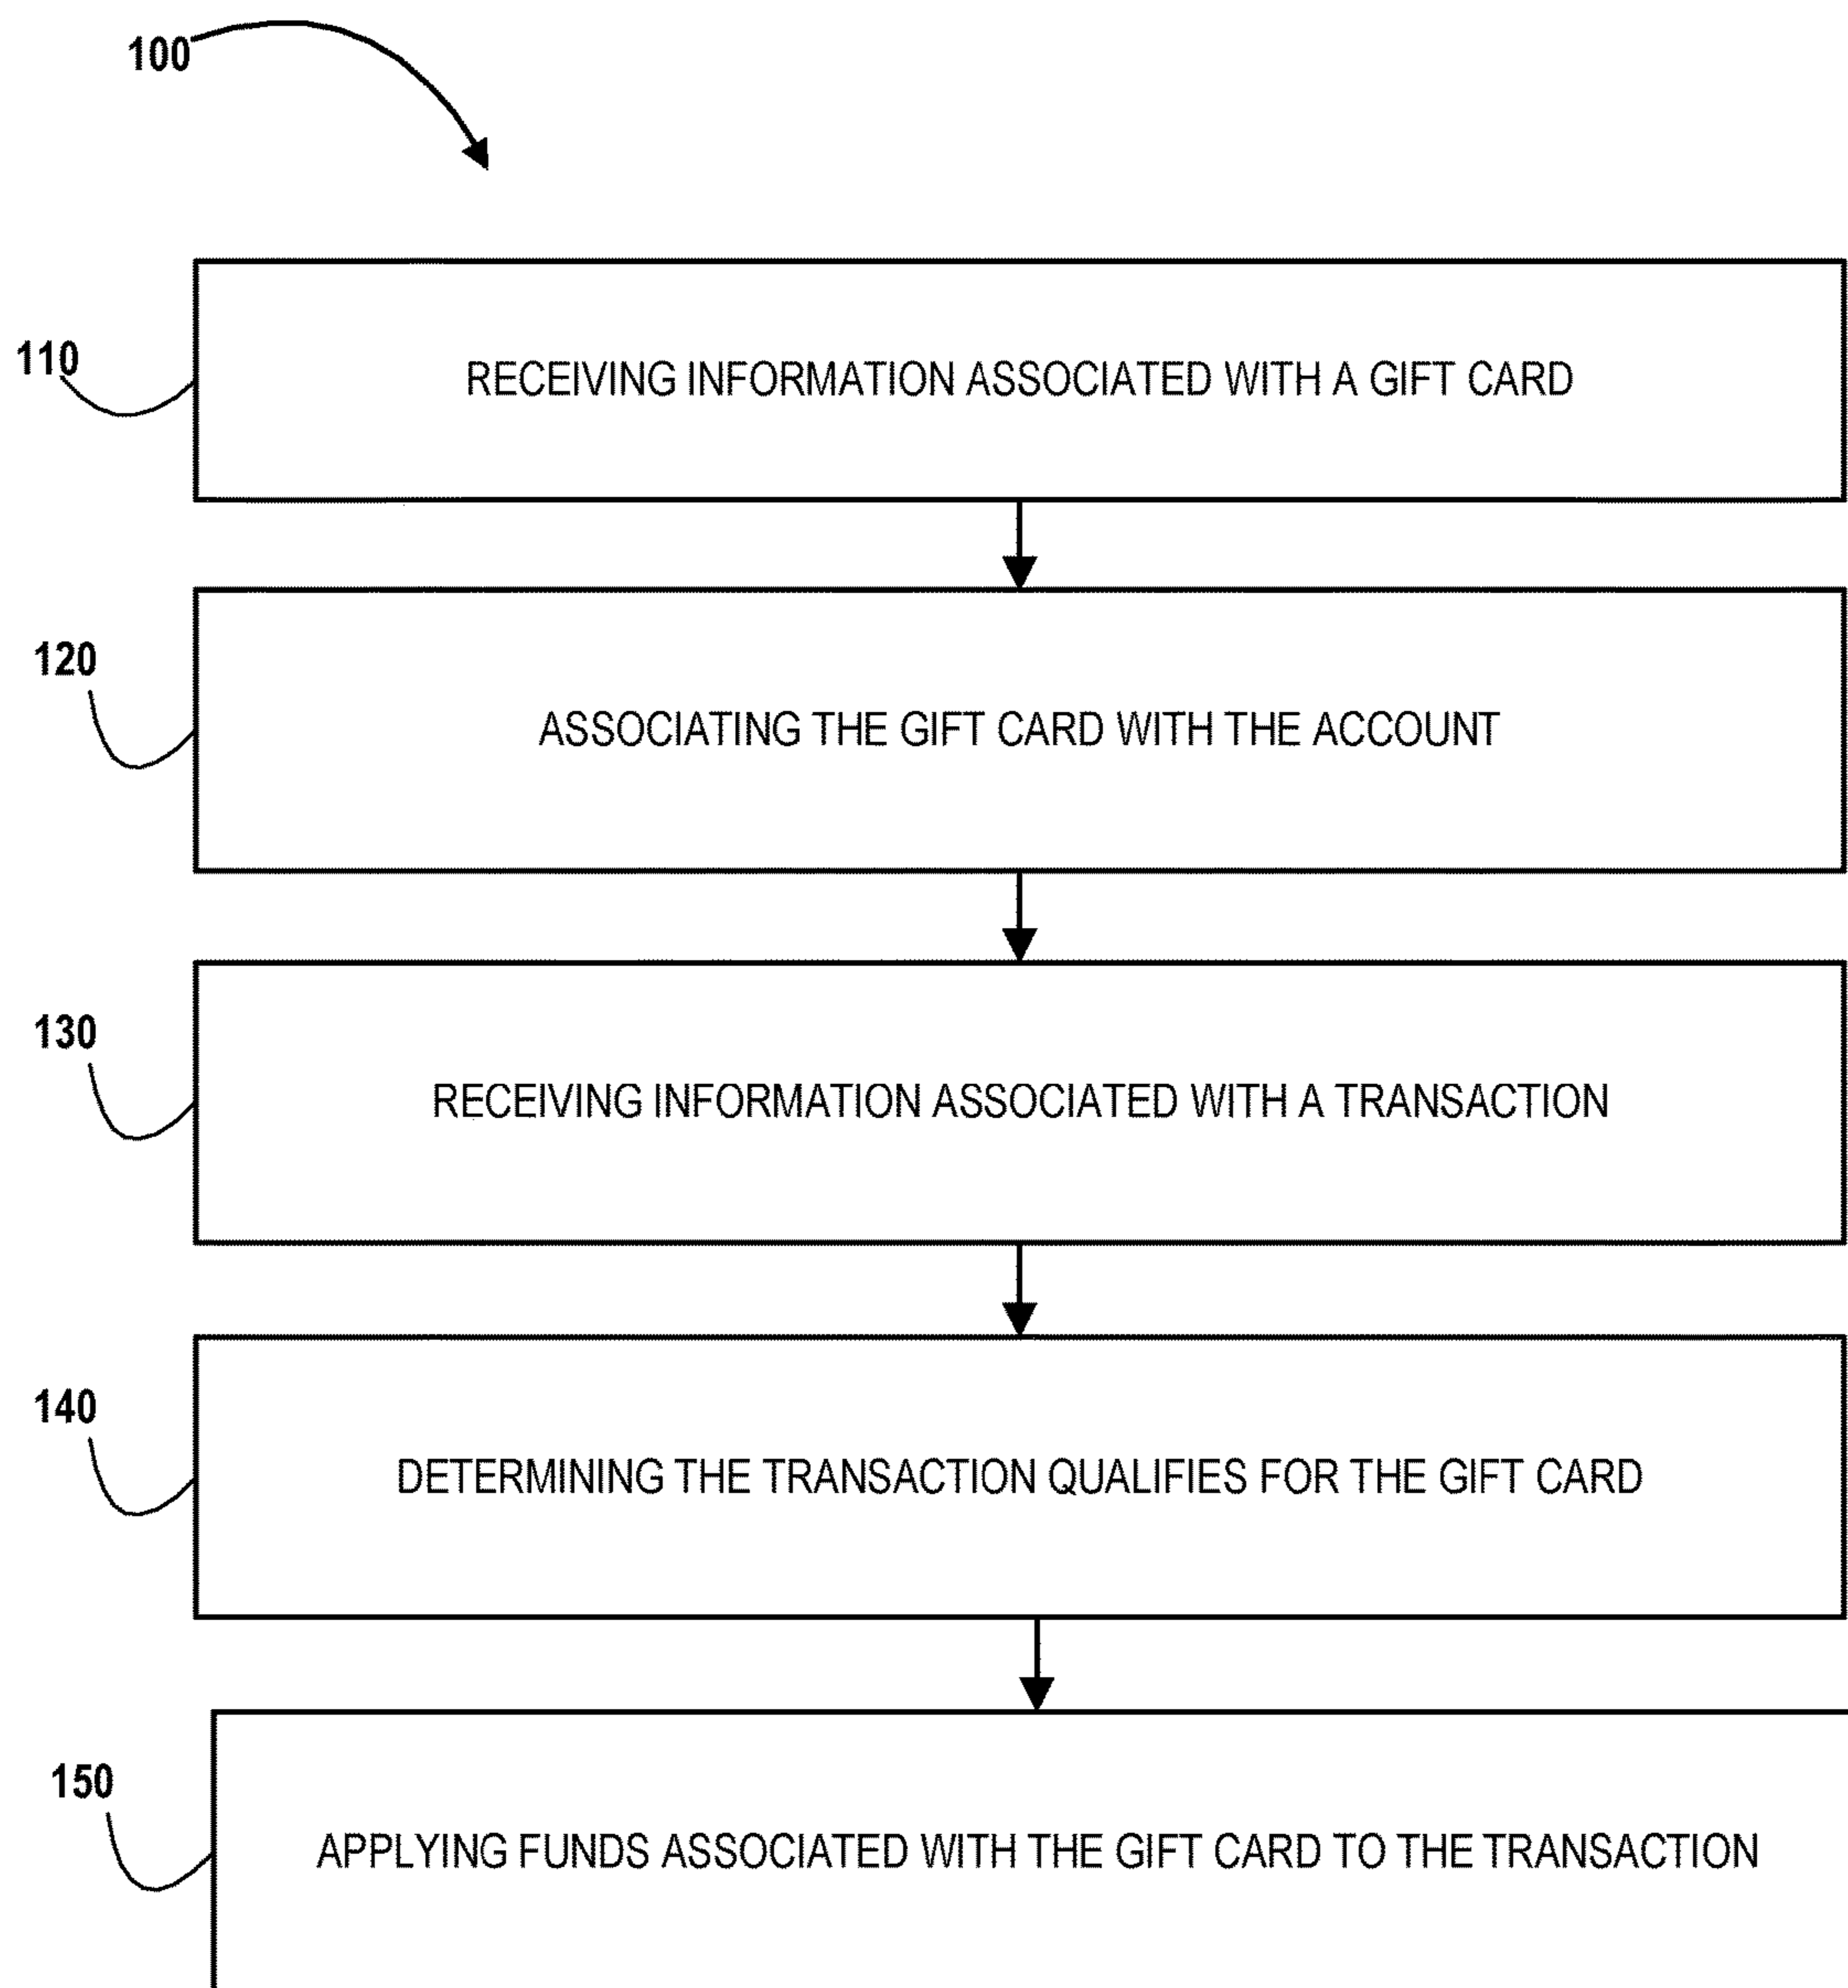 100
110
RECEIVING INFORMATION ASSOCIATED WITH A GIFT CARD
120
ASSOCIATING THE GIFT CARD WITH THE ACCOUNT
130
RECEIVING INFORMATION ASSOCIATED WITH A TRANSACTION
140
DETERMINING THE TRANSACTION QUALIFIES FOR THE GIFT CARD
150
APPLYING FUNDS ASSOCIATED WITH THE GIFT CARD TO THE TRANSACTION